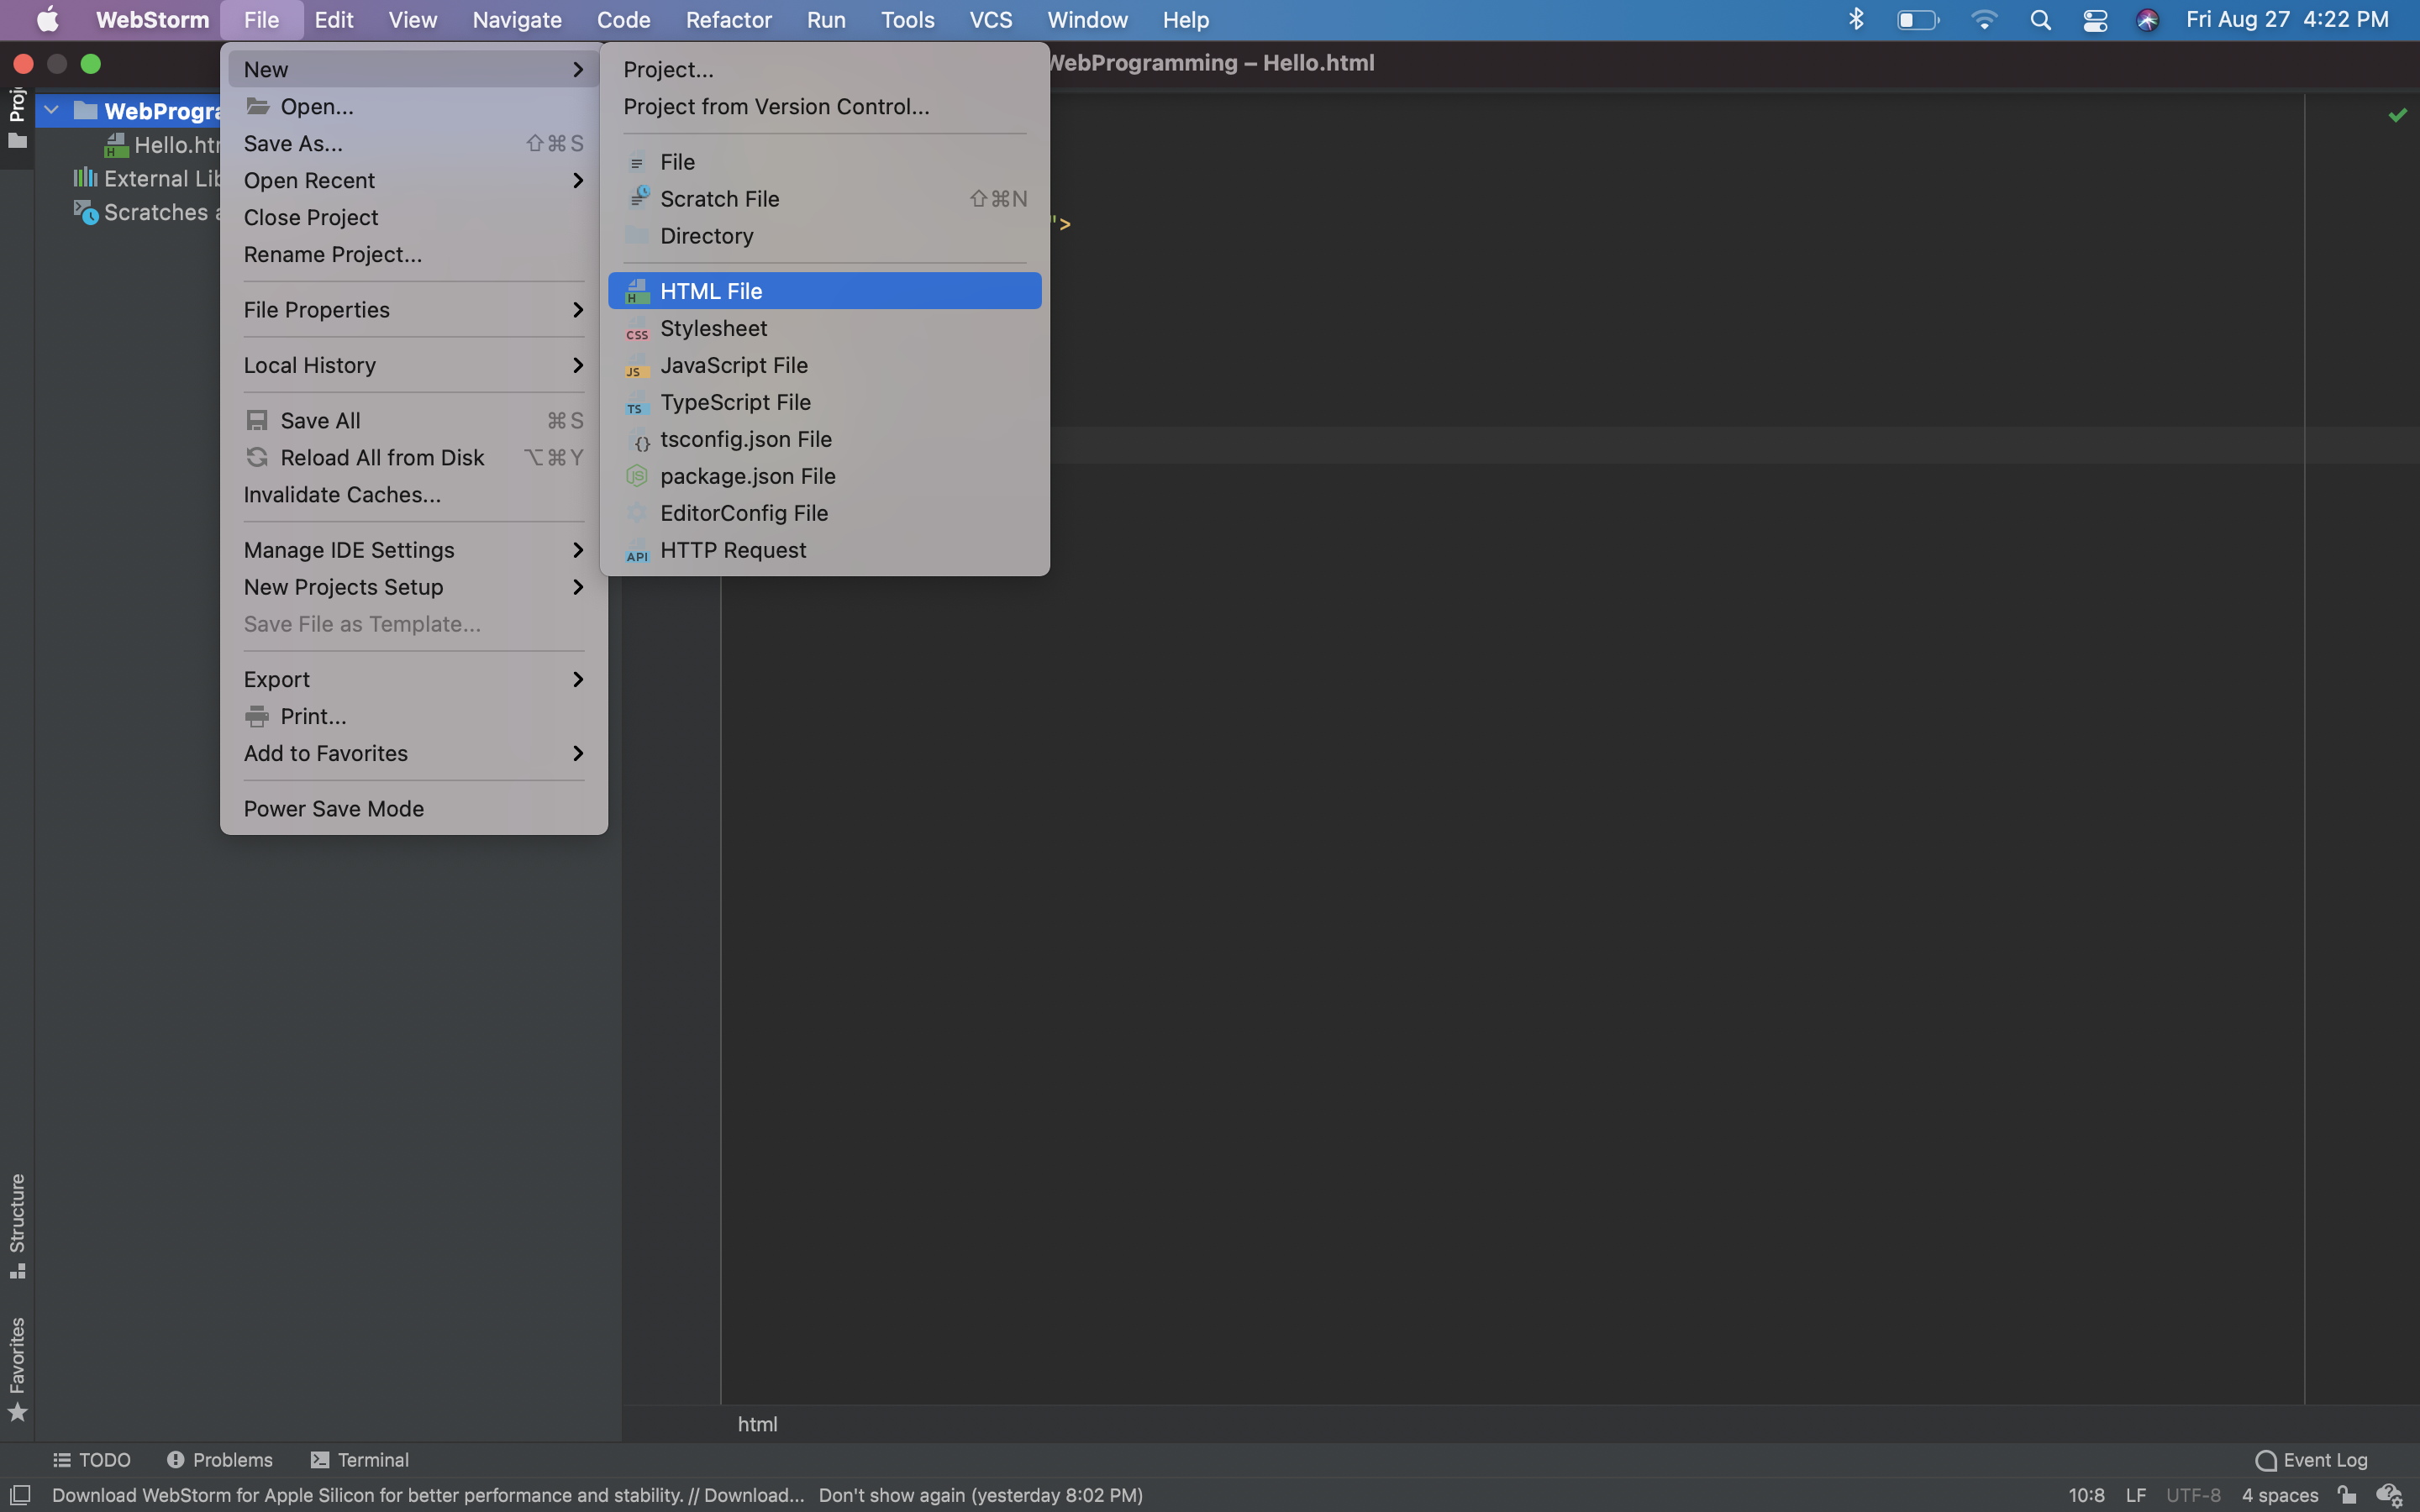 WebStorm File Edit View Navigate Code Refactor Run Tools VCS Window Help Fri Aug 27 4:22 PM
WebProgramming – Hello.html
New
Open...
Save As... ⇧⌘S
Open Recent
Close Project
Rename Project...
File Properties
Local History
Save All ⌘S
Reload All from Disk ⌥⌘Y
Invalidate Caches...
Manage IDE Settings
New Projects Setup
Save File as Template...
Export
Print...
Add to Favorites
Power Save Mode
Project...
Project from Version Control...
File
Scratch File ⇧⌘N
Directory
H HTML File
CSS Stylesheet
JS JavaScript File
TS TypeScript File
{} tsconfig.json File
JS package.json File
EditorConfig File
API HTTP Request
Proj
WebProgra
H Hello.htm
External Lib
Scratches a
">
Structure
Favorites
html
TODO Problems Terminal Event Log
Download WebStorm for Apple Silicon for better performance and stability. // Download... Don't show again (yesterday 8:02 PM) 10:8 LF UTF-8 4 spaces